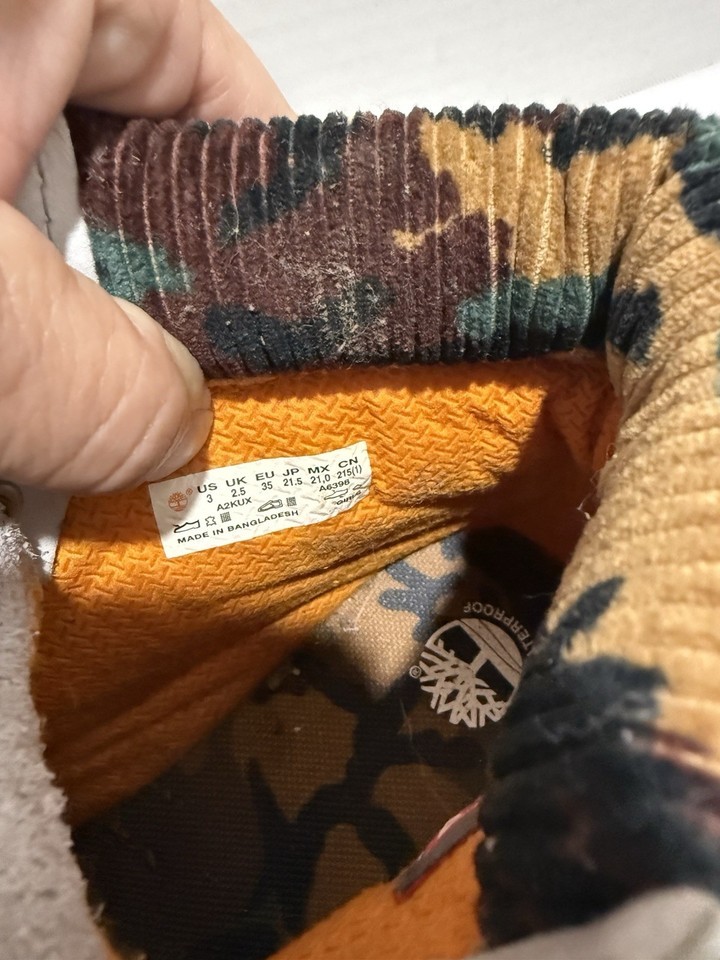 US UK EU JP MX CN
3 2.5 35 21.5 21,0 215(1)
A2KUX A6396
MADE IN BANGLADESH
TERPROOF